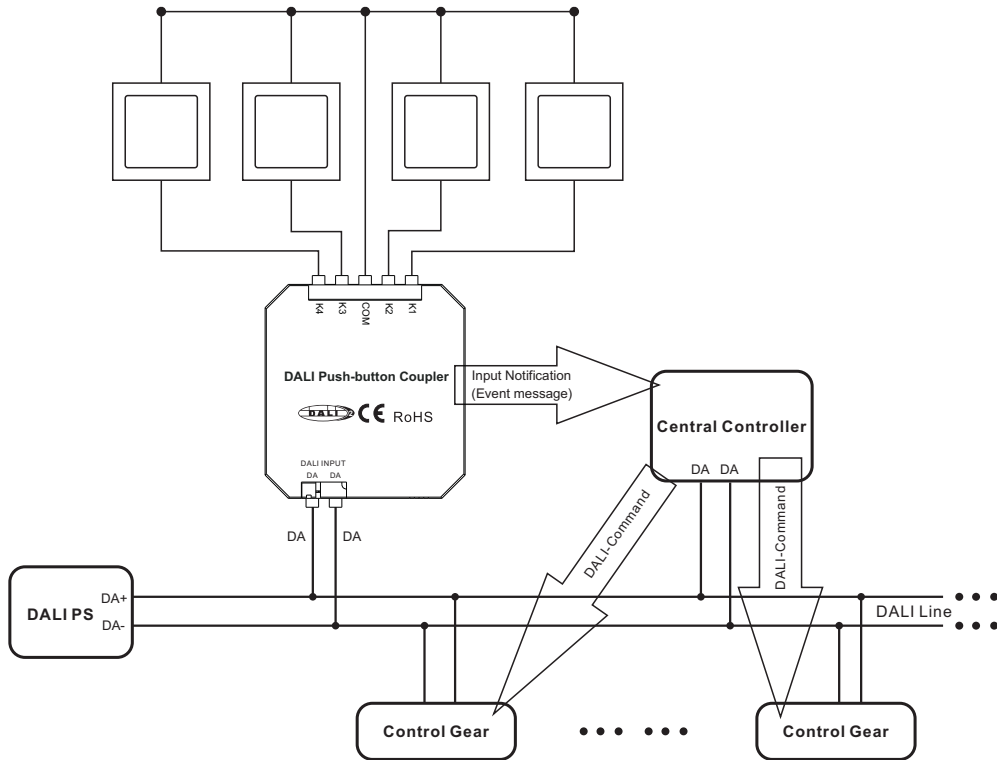 K4
K3
COM
K2
K1
DALI Push-button Coupler
DALI 2
CE RoHS
DALI INPUT
DA DA
DA DA
Input Notification
(Event message)
Central Controller
DA DA
DALI-Command
DALI-Command
DALI PS
DA+
DA-
DALI Line
Control Gear
Control Gear